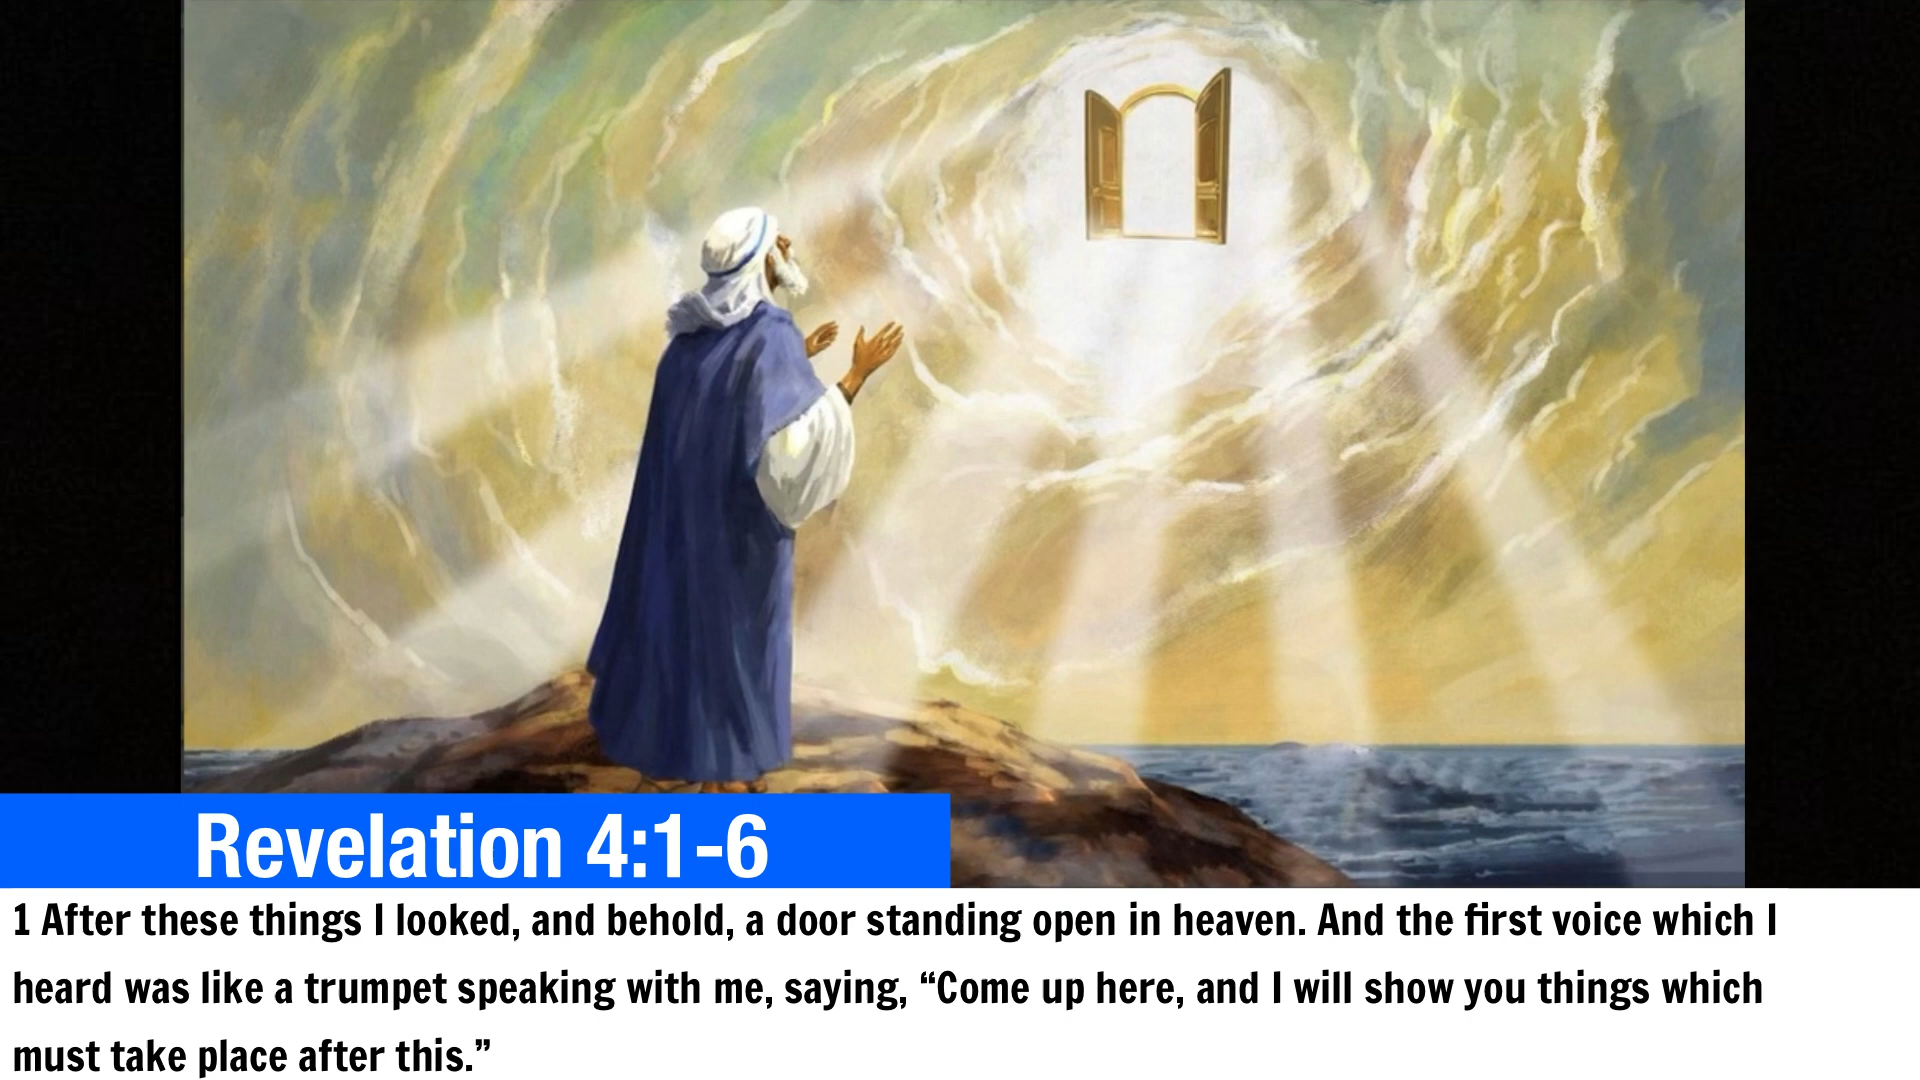 Revelation 4:1-6
1 After these things I looked, and behold, a door standing open in heaven. And the first voice which I
heard was like a trumpet speaking with me, saying, “Come up here, and I will show you things which
must take place after this.”